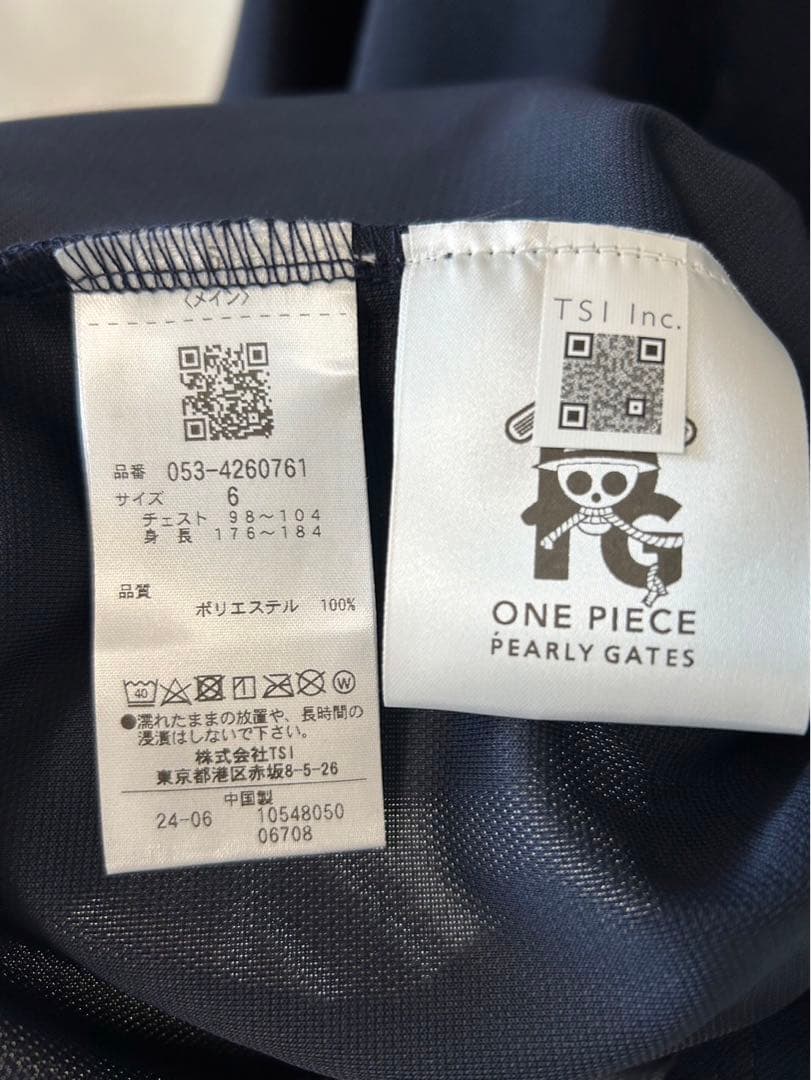 〈メイン〉
品番 053-4260761
サイズ 6
チェスト 98～104
身長 176～184
品質
ポリエステル 100%
40
W
●濡れたままの放置や、長時間の
浸漬はしないで下さい。
株式会社TSI
東京都港区赤坂8-5-26
中国製
24-06 10548050
06708
TSI Inc.
PG
ONE PIECE
PEARLY GATES